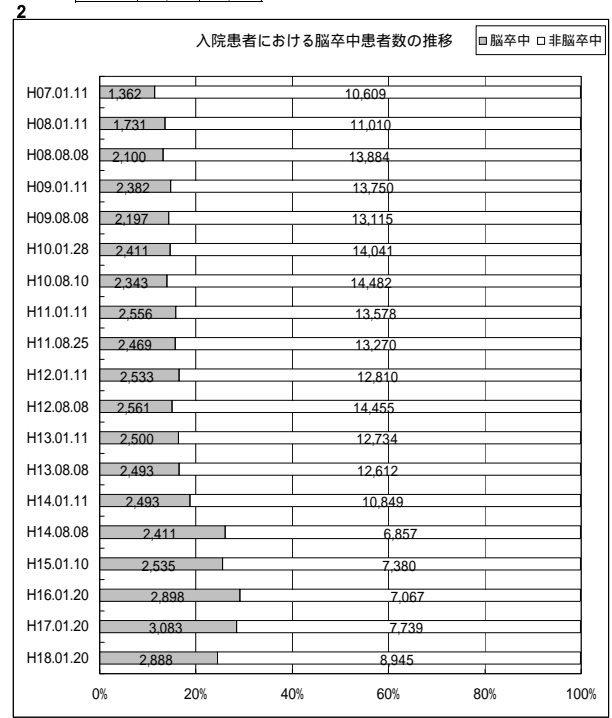 2
入院患者における脳卒中患者数の推移
脳卒中 非脳卒中
H07.01.11 1,362 10,609
H08.01.11 1,731 11,010
H08.08.08 2,100 13,884
H09.01.11 2,382 13,750
H09.08.08 2,197 13,115
H10.01.28 2,411 14,041
H10.08.10 2,343 14,482
H11.01.11 2,556 13,578
H11.08.25 2,469 13,270
H12.01.11 2,533 12,810
H12.08.08 2,561 14,455
H13.01.11 2,500 12,734
H13.08.08 2,493 12,612
H14.01.11 2,493 10,849
H14.08.08 2,411 6,857
H15.01.10 2,535 7,380
H16.01.20 2,898 7,067
H17.01.20 3,083 7,739
H18.01.20 2,888 8,945
0% 20% 40% 60% 80% 100%